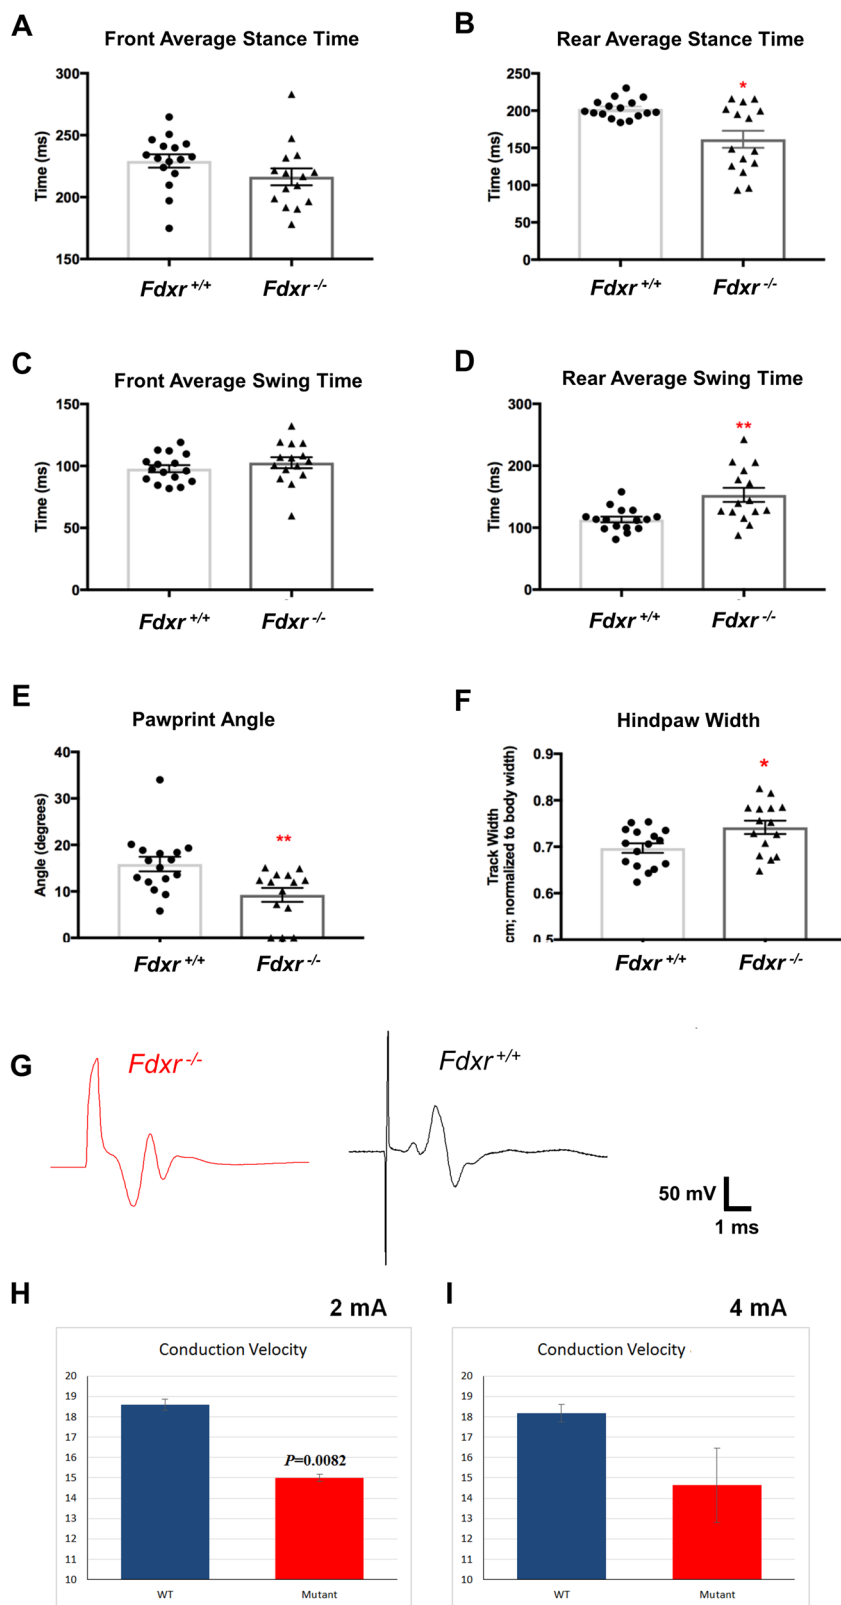 A
Front Average Stance Time
300
250
200
150
Time (ms)
Fdxr +/+
Fdxr -/-
B
Rear Average Stance Time
250
200
150
100
50
0
Time (ms)
*
Fdxr +/+
Fdxr -/-
C
Front Average Swing Time
150
100
50
0
Time (ms)
Fdxr +/+
Fdxr -/-
D
Rear Average Swing Time
300
200
100
0
Time (ms)
**
Fdxr +/+
Fdxr -/-
E
Pawprint Angle
40
30
20
10
0
Angle (degrees)
**
Fdxr +/+
Fdxr -/-
F
Hindpaw Width
0.9
0.8
0.7
0.6
0.5
Track Width
cm; normalized to body width)
*
Fdxr +/+
Fdxr -/-
G
Fdxr -/-
Fdxr +/+
50 mV
1 ms
H
2 mA
Conduction Velocity
20
19
18
17
16
15
14
13
12
11
10
P=0.0082
WT
Mutant
I
4 mA
Conduction Velocity
20
19
18
17
16
15
14
13
12
11
10
WT
Mutant